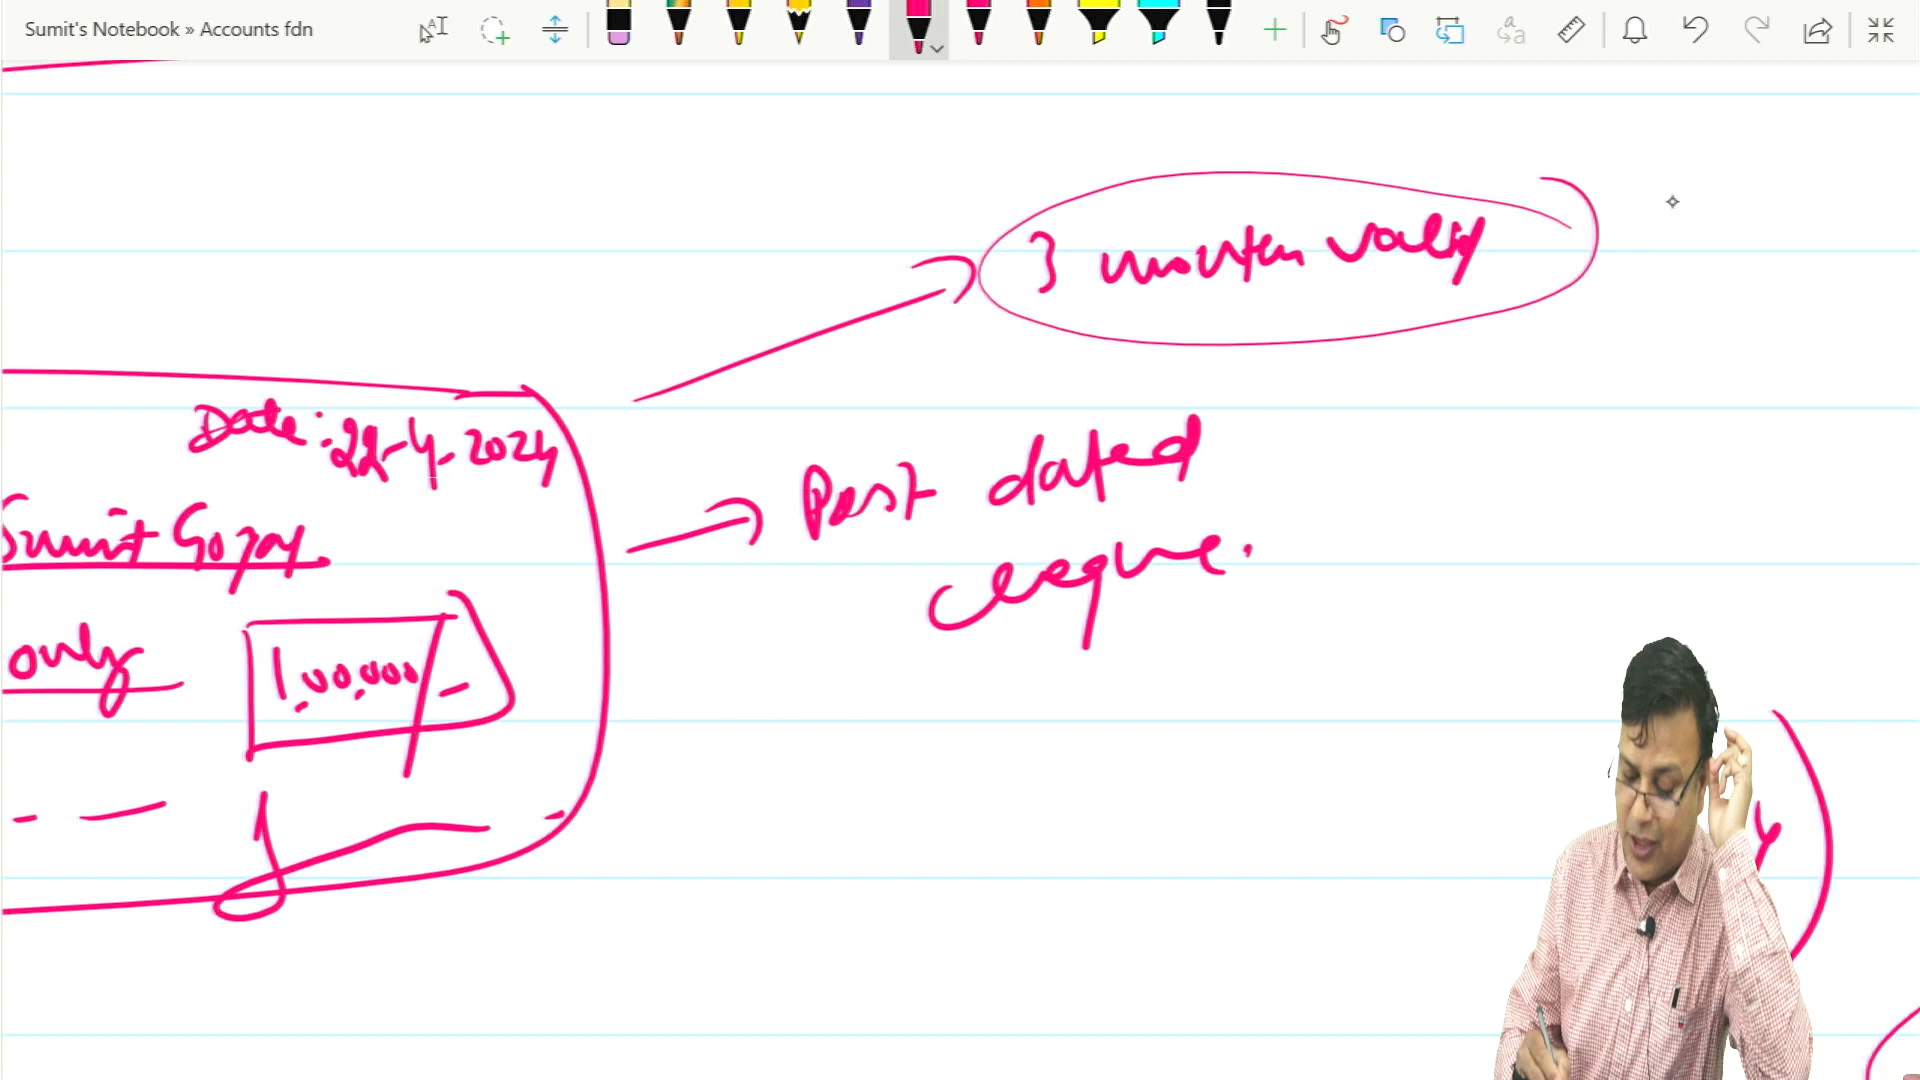 Sumit's Notebook » Accounts fdn
3 months valid
Date: 22-4-2024
Post dated
Sumit Gopal
cheque.
only
1,00,000/-